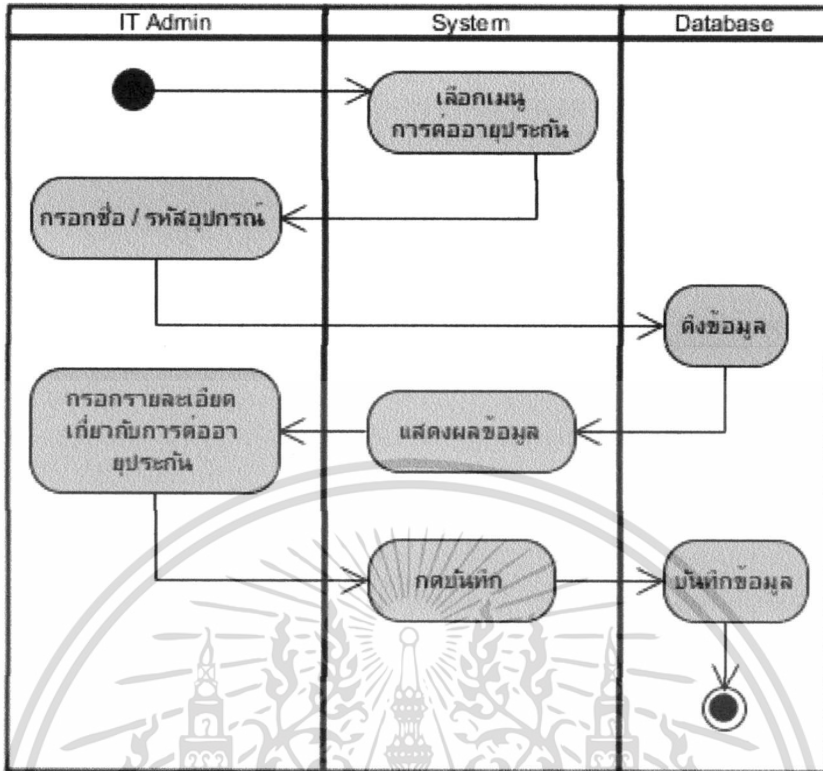 IT Admin
System
Database
เลือกเมนู
การต่ออายุประกัน
กรอกชื่อ / รหัสอุปกรณ์
ดึงข้อมูล
กรอกรายละเอียด
เกี่ยวกับการต่ออา
ยุประกัน
แสดงผลข้อมูล
กดบันทึก
บันทึกข้อมูล